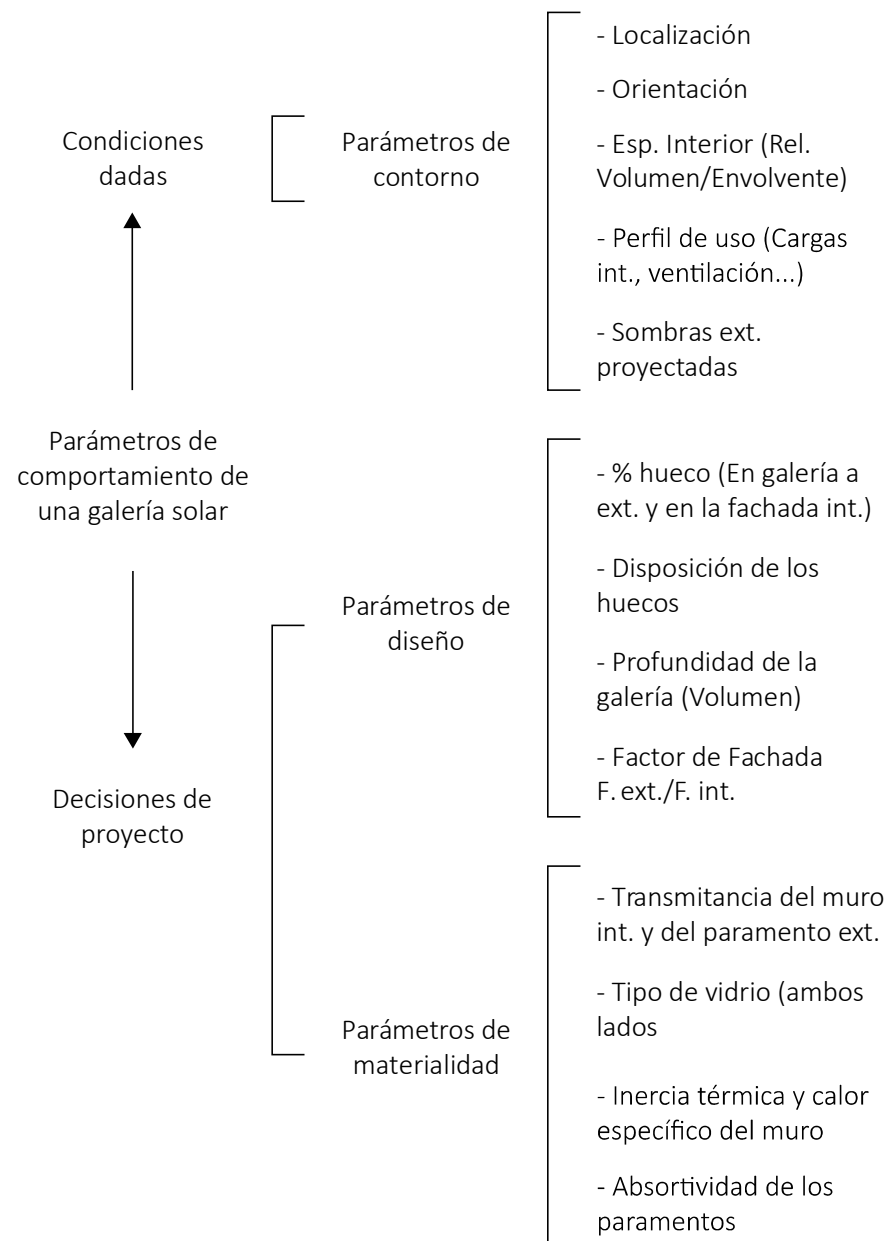 Condiciones
dadas
Parámetros de
contorno
- Localización
- Orientación
- Esp. Interior (Rel.
Volumen/Envolvente)
- Perfil de uso (Cargas
int., ventilación...)
- Sombras ext.
proyectadas
Parámetros de
comportamiento de
una galería solar
Decisiones de
proyecto
Parámetros de
diseño
- % hueco (En galería a
ext. y en la fachada int.)
- Disposición de los
huecos
- Profundidad de la
galería (Volumen)
- Factor de Fachada
F. ext./F. int.
Parámetros de
materialidad
- Transmitancia del muro
int. y del paramento ext.
- Tipo de vidrio (ambos
lados
- Inercia térmica y calor
específico del muro
- Absortividad de los
paramentos